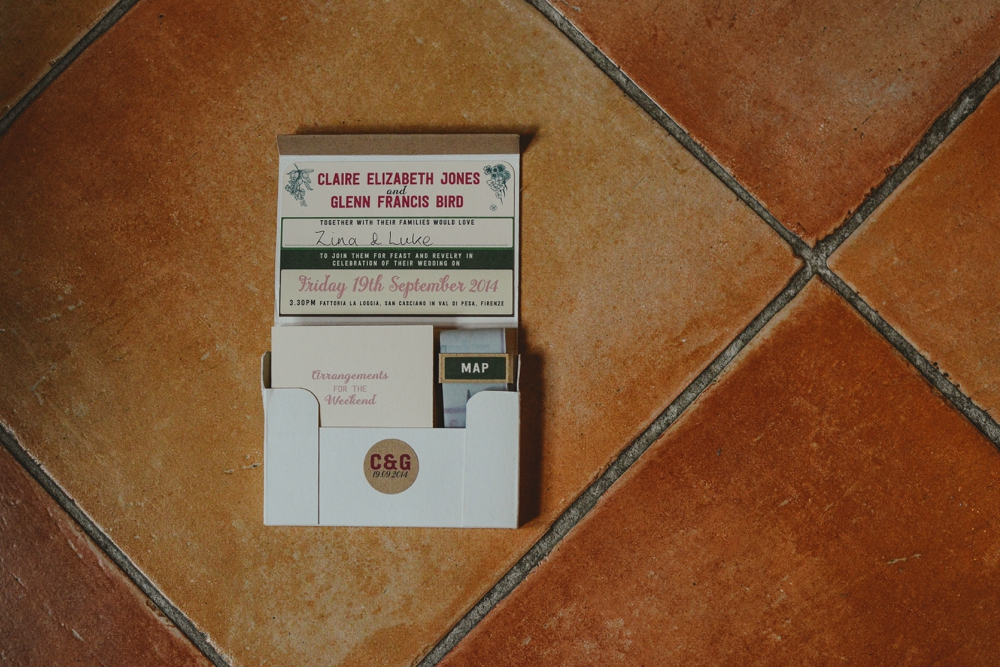 CLAIRE ELIZABETH JONES
and
GLENN FRANCIS BIRD
TOGETHER WITH THEIR FAMILIES WOULD LOVE
Zina & Luke
TO JOIN THEM FOR FEAST AND REVELRY IN
CELEBRATION OF THEIR WEDDING ON
Friday 19th September 2014
3.30PM FATTORIA LA LOGGIA, SAN CASCIANO IN VAL DI PESA, FIRENZE
Arrangements
FOR THE
Weekend
MAP
C&G
19.09.2014